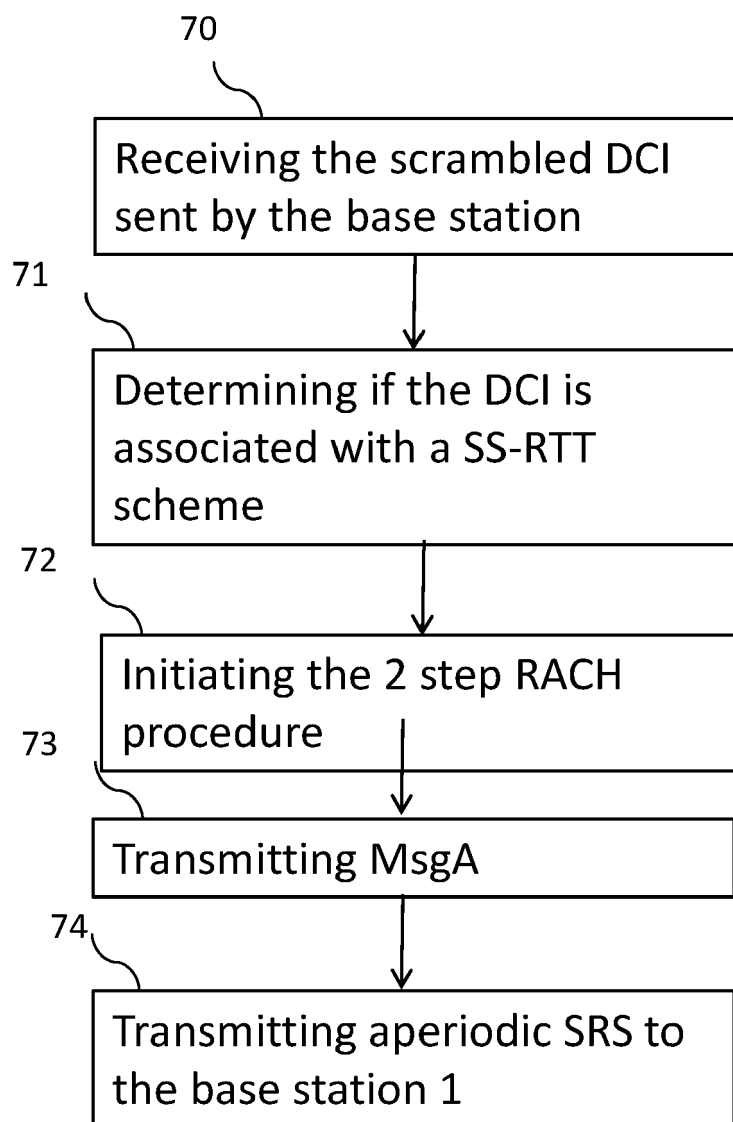 70
Receiving the scrambled DCI
sent by the base station
71
Determining if the DCI is
associated with a SS-RTT
scheme
72
Initiating the 2 step RACH
procedure
73
Transmitting MsgA
74
Transmitting aperiodic SRS to
the base station 1